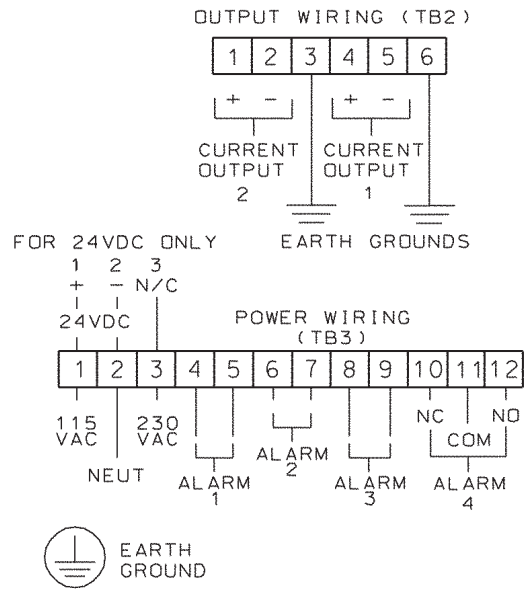 OUTPUT WIRING (TB2)
1 2 3 4 5 6
+ − + −
CURRENT OUTPUT 2
CURRENT OUTPUT 1
EARTH GROUNDS
FOR 24VDC ONLY
1 2 3
+ − N/C
24VDC
POWER WIRING
(TB3)
1 2 3 4 5 6 7 8 9 10 11 12
115 VAC
NEUT
230 VAC
ALARM 1
ALARM 2
ALARM 3
NC
COM
NO
ALARM 4
EARTH
GROUND